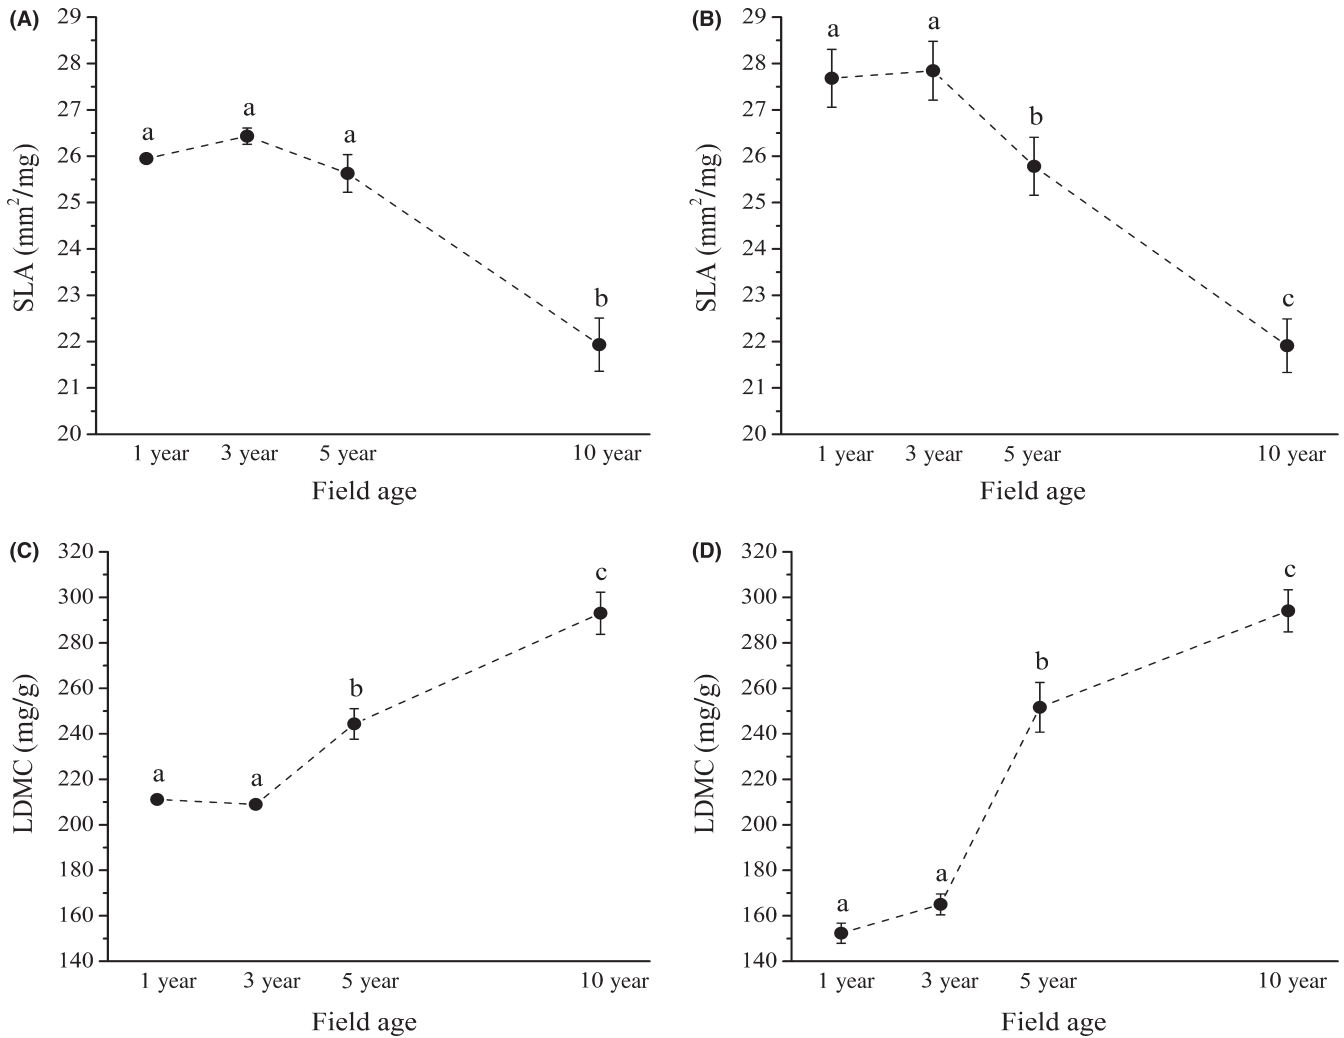 (A)
29
28
27
26
25
24
23
22
21
20
SLA (mm²/mg)
a
a
a
b
1 year 3 year 5 year 10 year
Field age
(B)
29
28
27
26
25
24
23
22
21
20
SLA (mm²/mg)
a
a
b
c
1 year 3 year 5 year 10 year
Field age
(C)
320
300
280
260
240
220
200
180
160
140
LDMC (mg/g)
a
a
b
c
1 year 3 year 5 year 10 year
Field age
(D)
320
300
280
260
240
220
200
180
160
140
LDMC (mg/g)
a
a
b
c
1 year 3 year 5 year 10 year
Field age